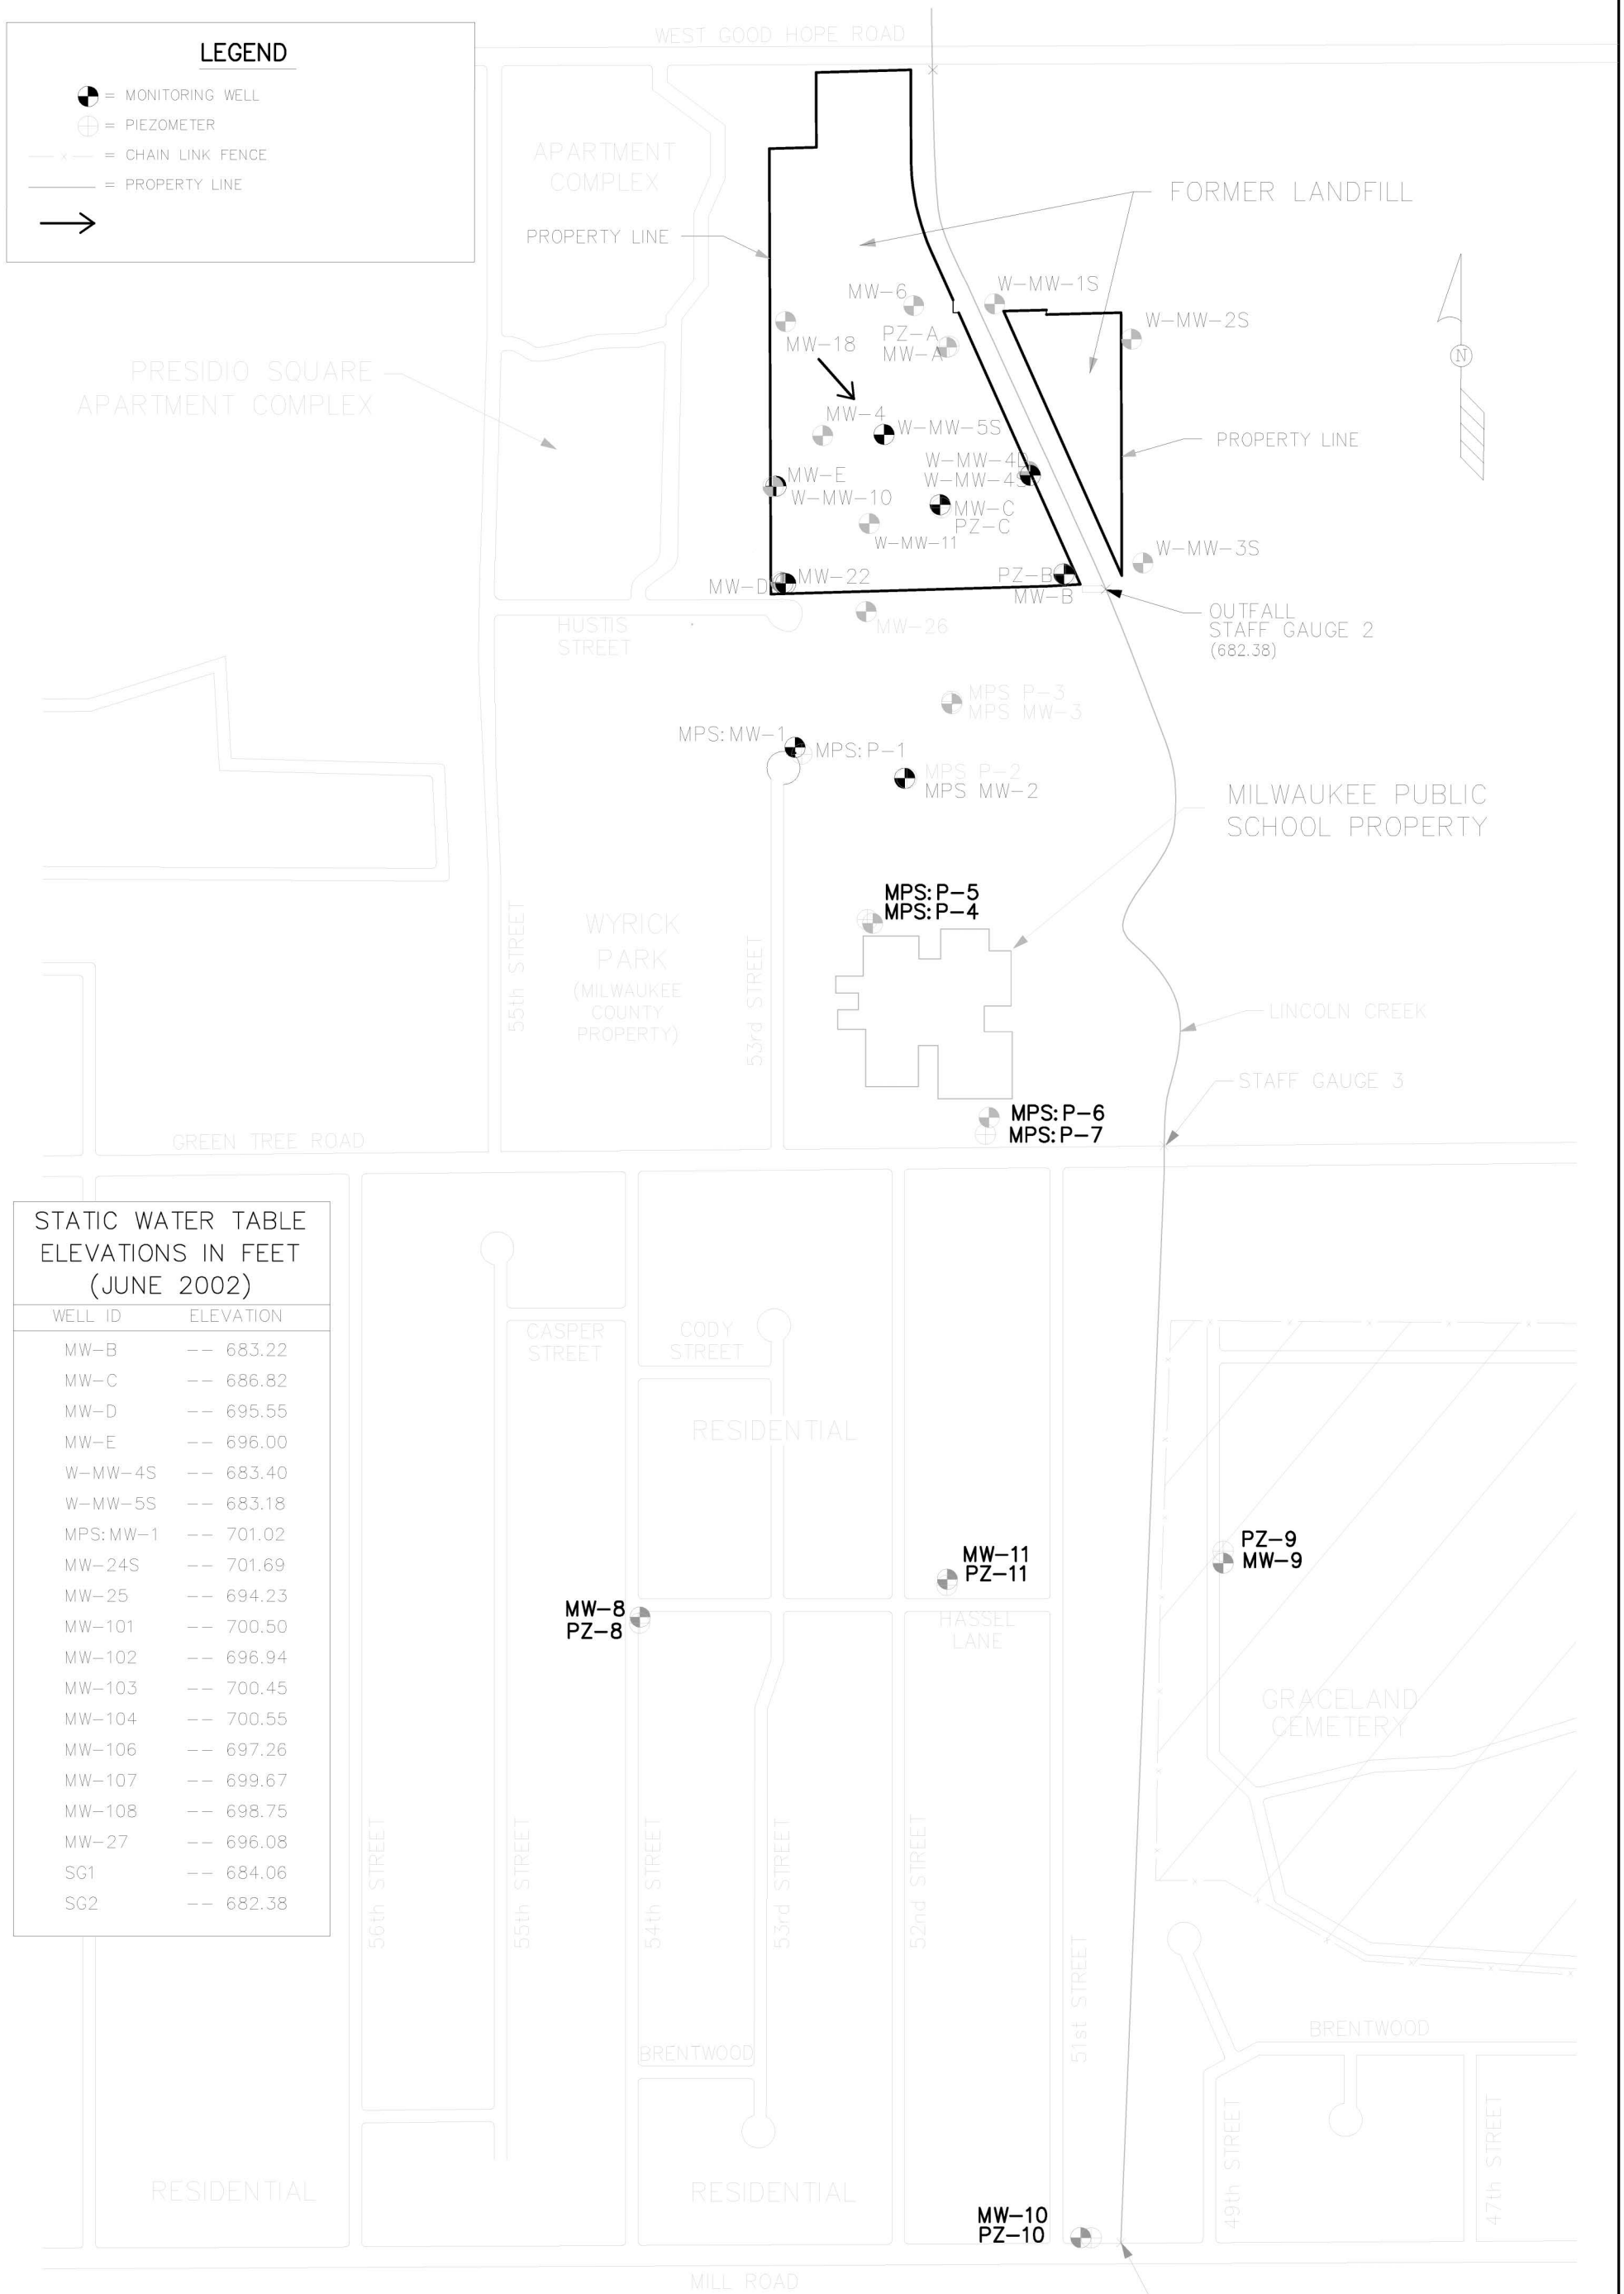 LEGEND
= MONITORING WELL
= PIEZOMETER
x = CHAIN LINK FENCE
= PROPERTY LINE
WEST GOOD HOPE ROAD
APARTMENT
COMPLEX
PROPERTY LINE
FORMER LANDFILL
MW-6
W-MW-1S
W-MW-2S
PZ-A
MW-A
MW-18
N
PRESIDIO SQUARE
APARTMENT COMPLEX
MW-4
W-MW-5S
PROPERTY LINE
W-MW-4D
W-MW-4S
MW-E
W-MW-10
MW-C
PZ-C
W-MW-11
W-MW-3S
MW-D
MW-22
PZ-B
MW-B
OUTFALL
STAFF GAUGE 2
(682.38)
HUSTIS
STREET
MW-26
MPS P-3
MPS MW-3
MPS:MW-1
MPS:P-1
MPS P-2
MPS MW-2
MILWAUKEE PUBLIC
SCHOOL PROPERTY
MPS:P-5
MPS:P-4
55th STREET
WYRICK
PARK
(MILWAUKEE
COUNTY
PROPERTY)
53rd STREET
LINCOLN CREEK
STAFF GAUGE 3
MPS:P-6
MPS:P-7
GREEN TREE ROAD
STATIC WATER TABLE
ELEVATIONS IN FEET
(JUNE 2002)
WELL ID ELEVATION
MW-B -- 683.22
MW-C -- 686.82
MW-D -- 695.55
MW-E -- 696.00
W-MW-4S -- 683.40
W-MW-5S -- 683.18
MPS:MW-1 -- 701.02
MW-24S -- 701.69
MW-25 -- 694.23
MW-101 -- 700.50
MW-102 -- 696.94
MW-103 -- 700.45
MW-104 -- 700.55
MW-106 -- 697.26
MW-107 -- 699.67
MW-108 -- 698.75
MW-27 -- 696.08
SG1 -- 684.06
SG2 -- 682.38
CASPER
STREET
CODY
STREET
RESIDENTIAL
MW-11
PZ-11
PZ-9
MW-9
MW-8
PZ-8
HASSEL
LANE
GRACELAND
CEMETERY
56th STREET
55th STREET
54th STREET
53rd STREET
52nd STREET
51st STREET
BRENTWOOD
BRENTWOOD
49th STREET
47th STREET
RESIDENTIAL
RESIDENTIAL
MW-10
PZ-10
MILL ROAD